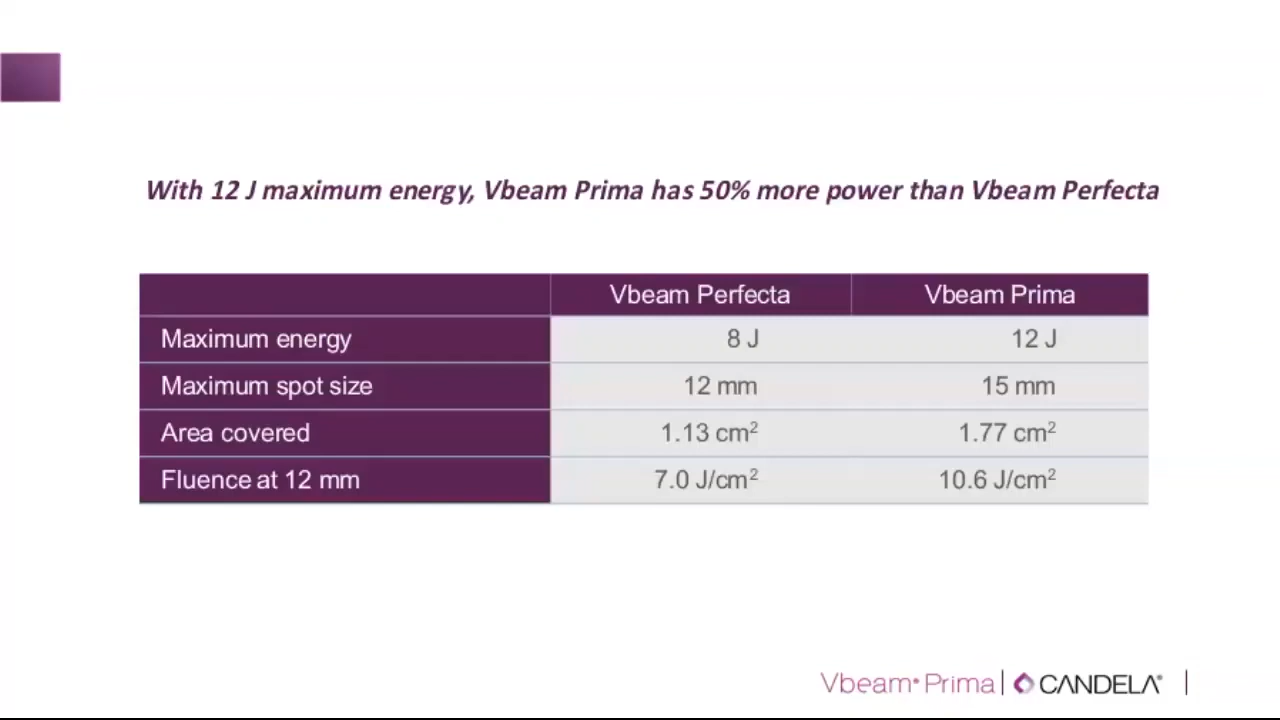 With 12 J maximum energy, Vbeam Prima has 50% more power than Vbeam Perfecta
Vbeam Perfecta Vbeam Prima
Maximum energy 8 J 12 J
Maximum spot size 12 mm 15 mm
Area covered 1.13 cm² 1.77 cm²
Fluence at 12 mm 7.0 J/cm² 10.6 J/cm²
Vbeam® Prima | CANDELA® |